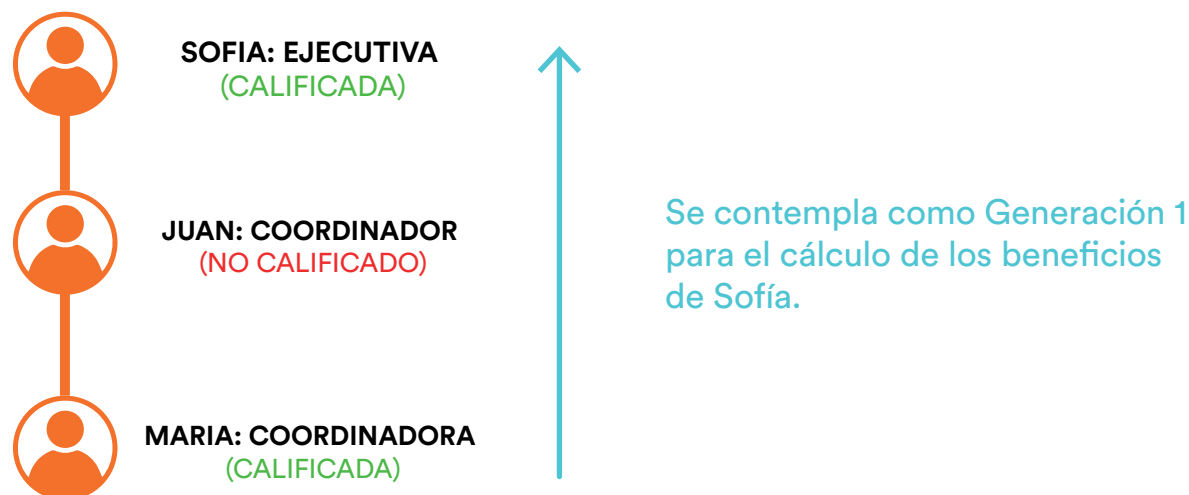 SOFIA: EJECUTIVA
(CALIFICADA)
JUAN: COORDINADOR
(NO CALIFICADO)
MARIA: COORDINADORA
(CALIFICADA)
Se contempla como Generación 1
para el cálculo de los beneficios
de Sofía.